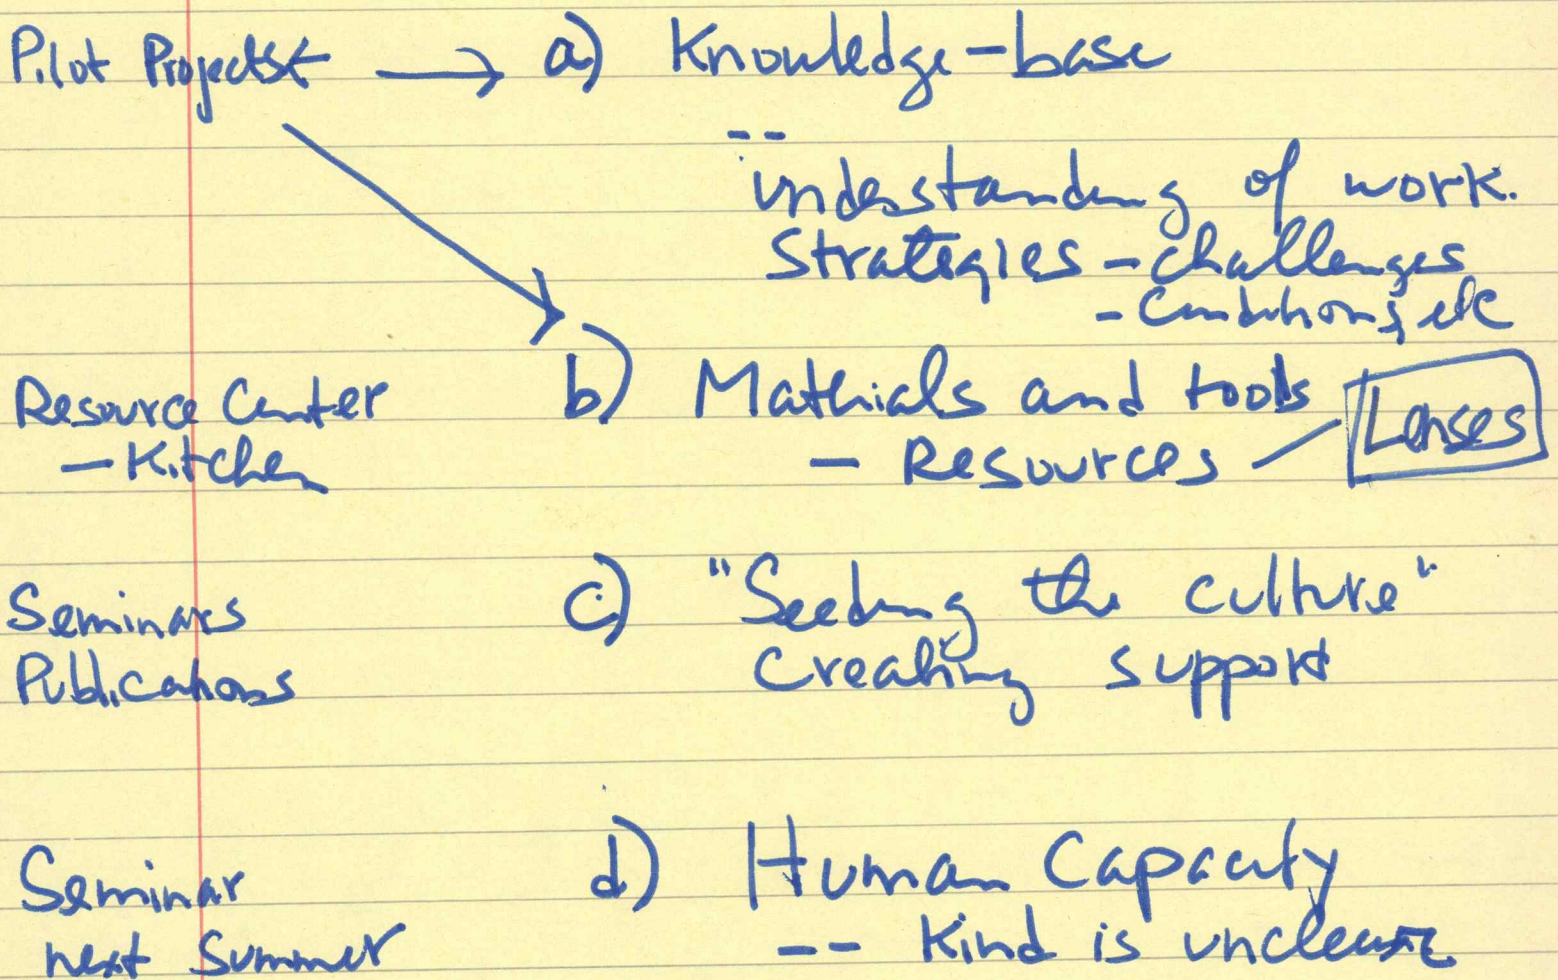 Pilot Projects → a) Knowledge-base
-- understanding of work.
Strategies - challenges
- Conditions, etc
Resource Center b) Materials and tools Lenses
- Kitchen - Resources
Seminars c) "Seeding the culture"
Publications Creating support
Seminar d) Human Capacity
next Summer -- Kind is unclear